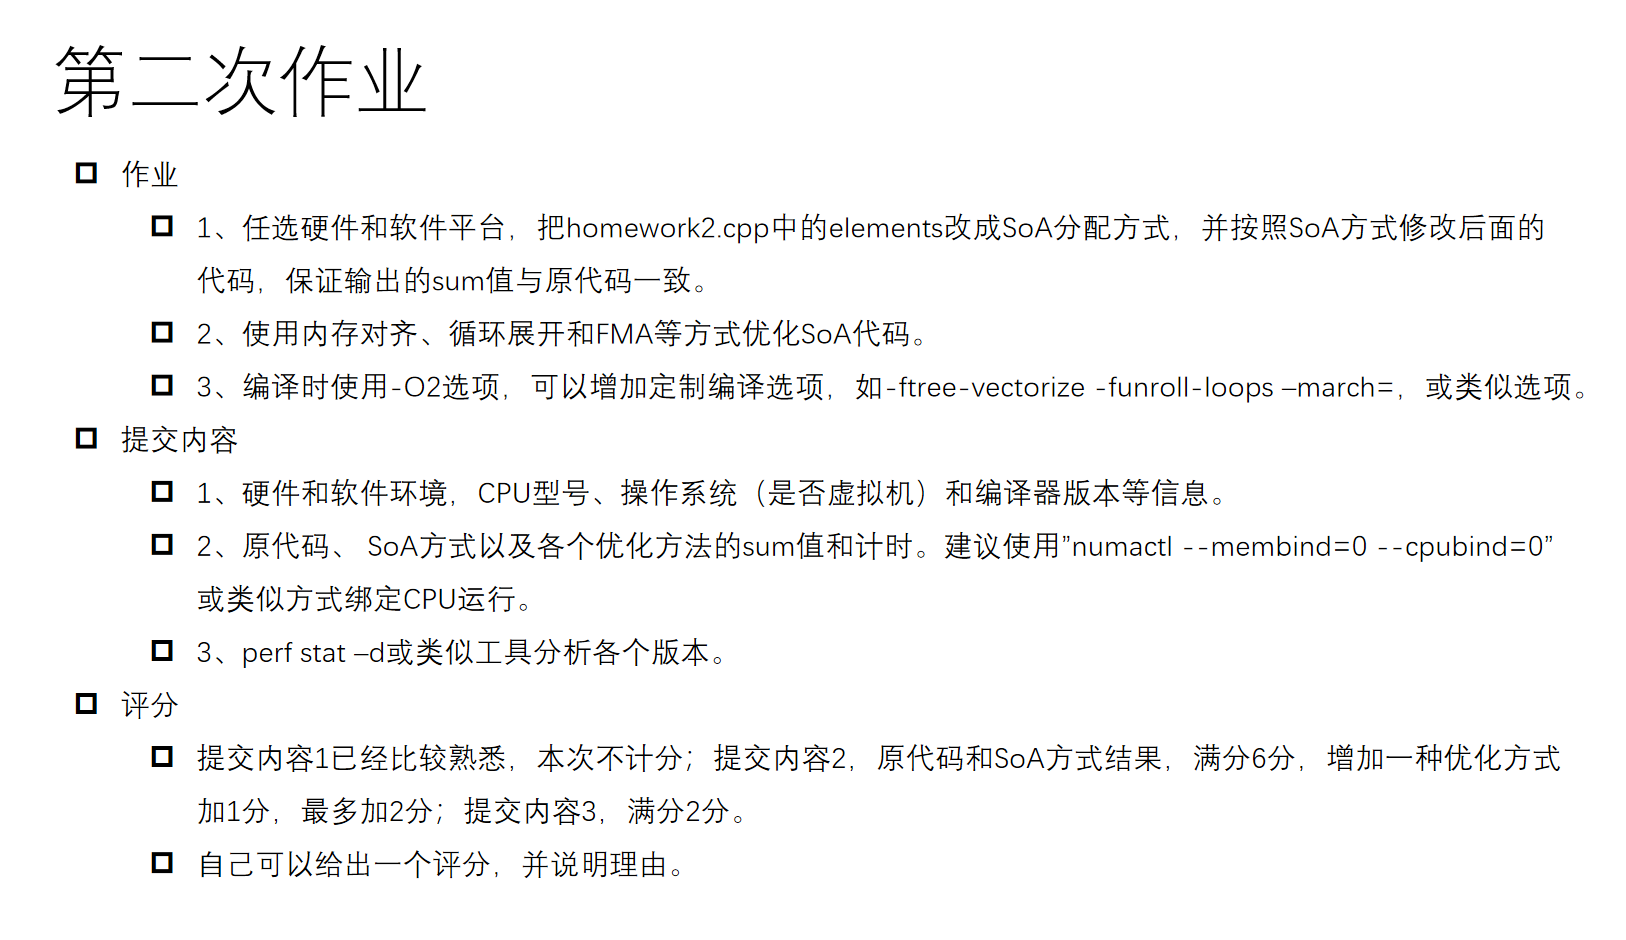 第二次作业
作业
1、任选硬件和软件平台，把homework2.cpp中的elements改成SoA分配方式，并按照SoA方式修改后面的
代码，保证输出的sum值与原代码一致。
2、使用内存对齐、循环展开和FMA等方式优化SoA代码。
3、编译时使用-O2选项，可以增加定制编译选项，如-ftree-vectorize -funroll-loops –march=，或类似选项。
提交内容
1、硬件和软件环境，CPU型号、操作系统（是否虚拟机）和编译器版本等信息。
2、原代码、 SoA方式以及各个优化方法的sum值和计时。建议使用”numactl --membind=0 --cpubind=0”
或类似方式绑定CPU运行。
3、perf stat –d或类似工具分析各个版本。
评分
提交内容1已经比较熟悉，本次不计分；提交内容2，原代码和SoA方式结果，满分6分，增加一种优化方式
加1分，最多加2分；提交内容3，满分2分。
自己可以给出一个评分，并说明理由。